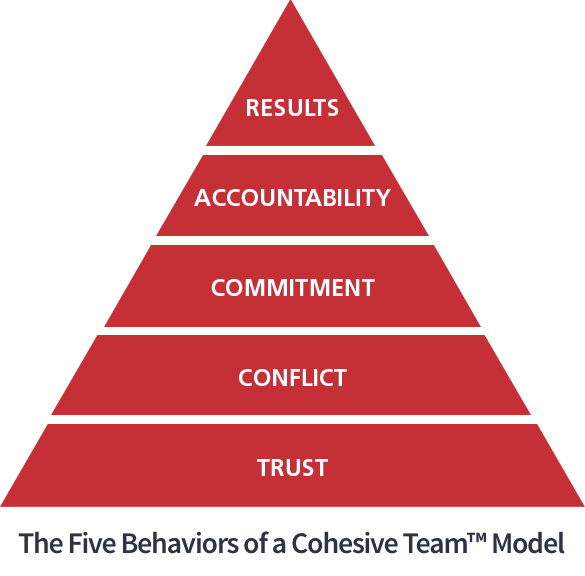 RESULTS
ACCOUNTABILITY
COMMITMENT
CONFLICT
TRUST
The Five Behaviors of a Cohesive Team™ Model